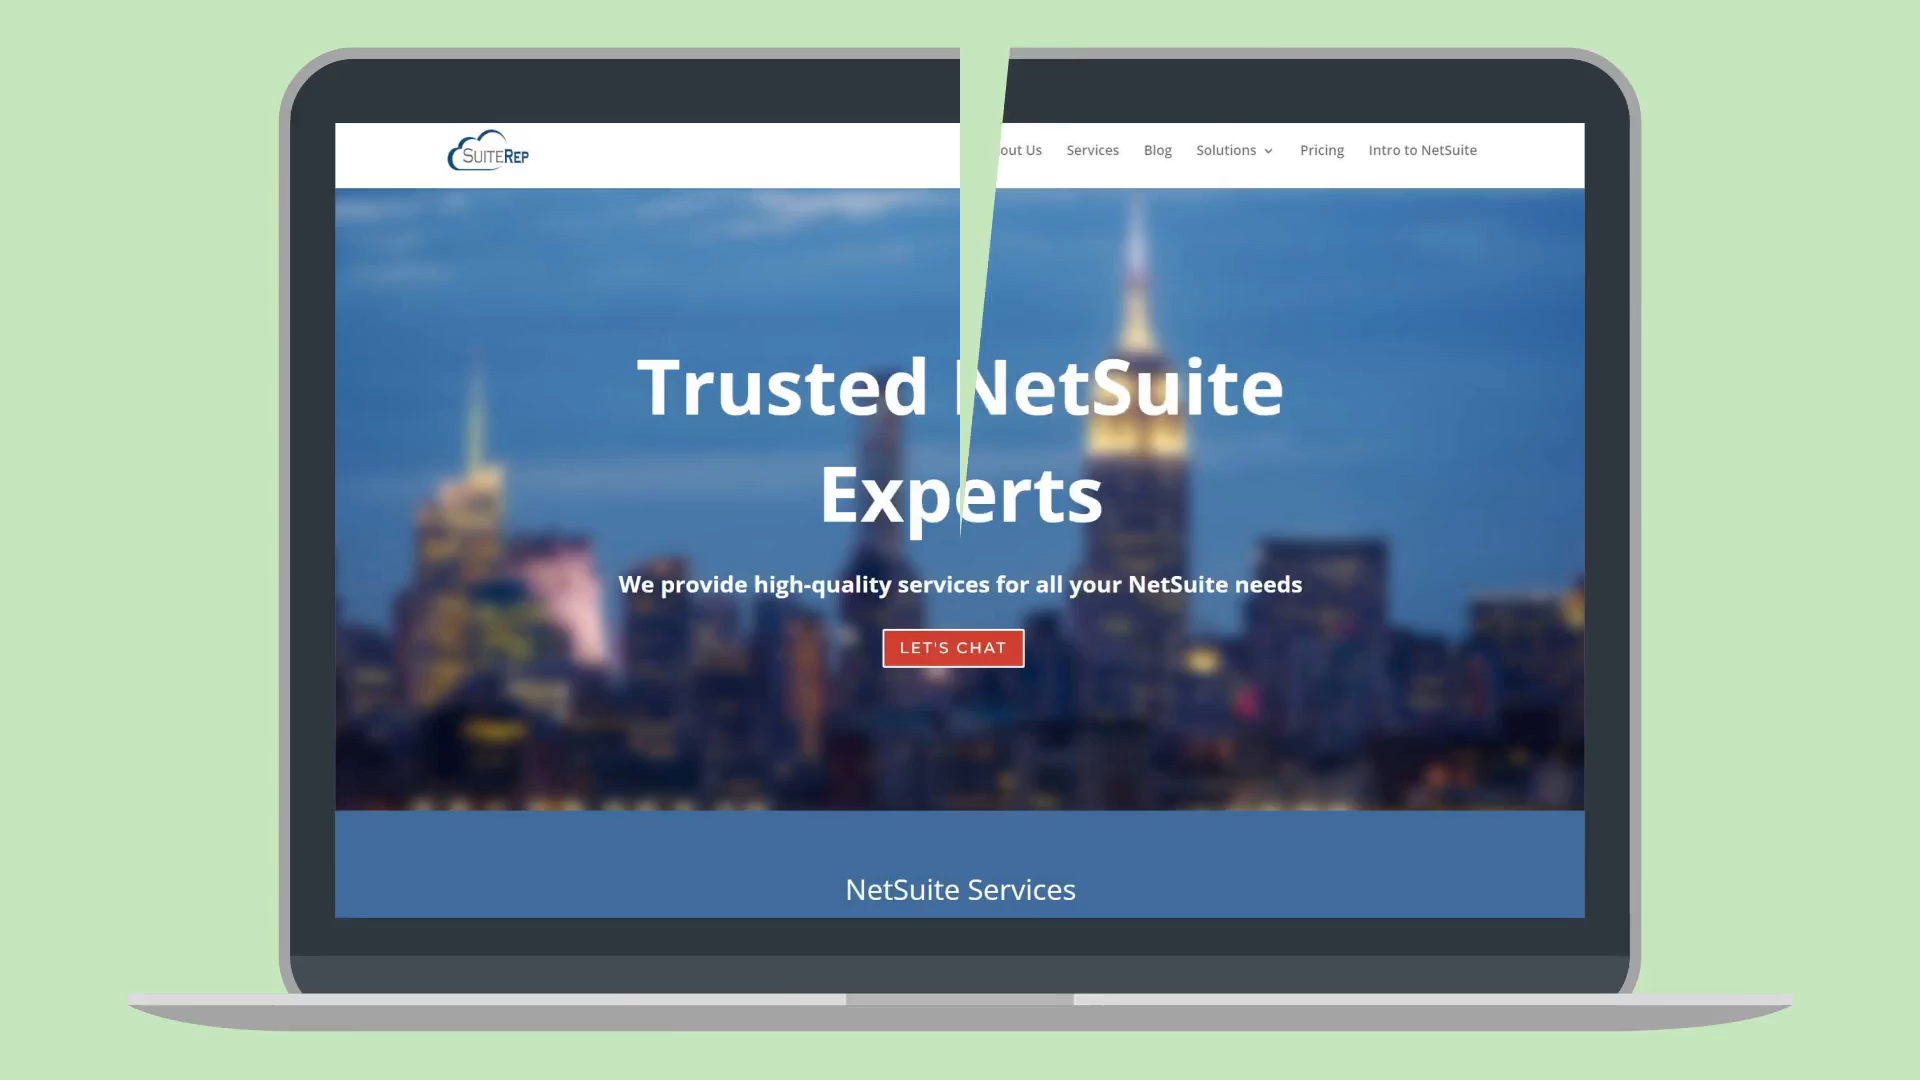 SUITEREP
out Us Services Blog Solutions Pricing Intro to NetSuite
Trusted NetSuite
Experts
We provide high-quality services for all your NetSuite needs
LET'S CHAT
NetSuite Services